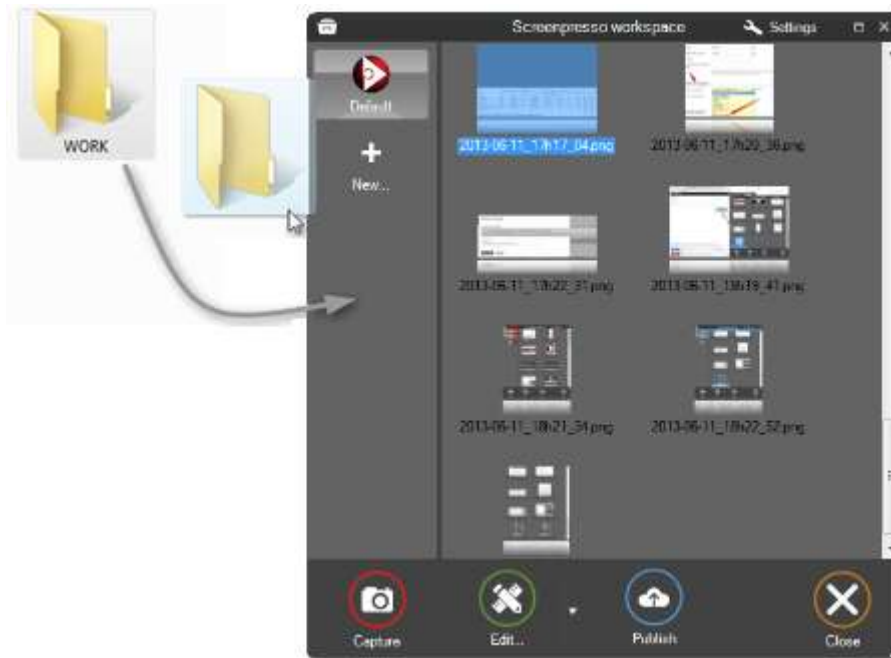 Screenpresso workspace
Settings
WORK
Default
New...
2013-06-11_17h17_04.png
2013-06-11_17h20_36.png
2013-06-11_17h22_31.png
2013-06-11_18h19_41.png
2013-06-11_18h21_34.png
2013-06-11_18h22_52.png
Capture
Edit...
Publish
Close